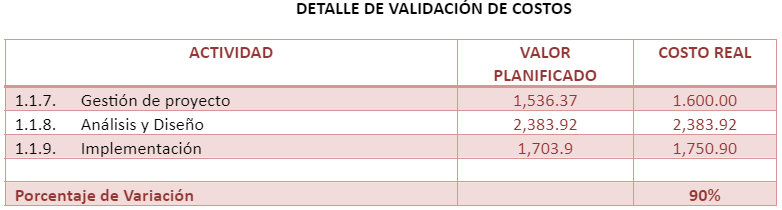 DETALLE DE VALIDACIÓN DE COSTOS
ACTIVIDAD VALOR PLANIFICADO COSTO REAL
1.1.7. Gestión de proyecto 1,536.37 1.600.00
1.1.8. Análisis y Diseño 2,383.92 2,383.92
1.1.9. Implementación 1,703.9 1,750.90
Porcentaje de Variación 90%